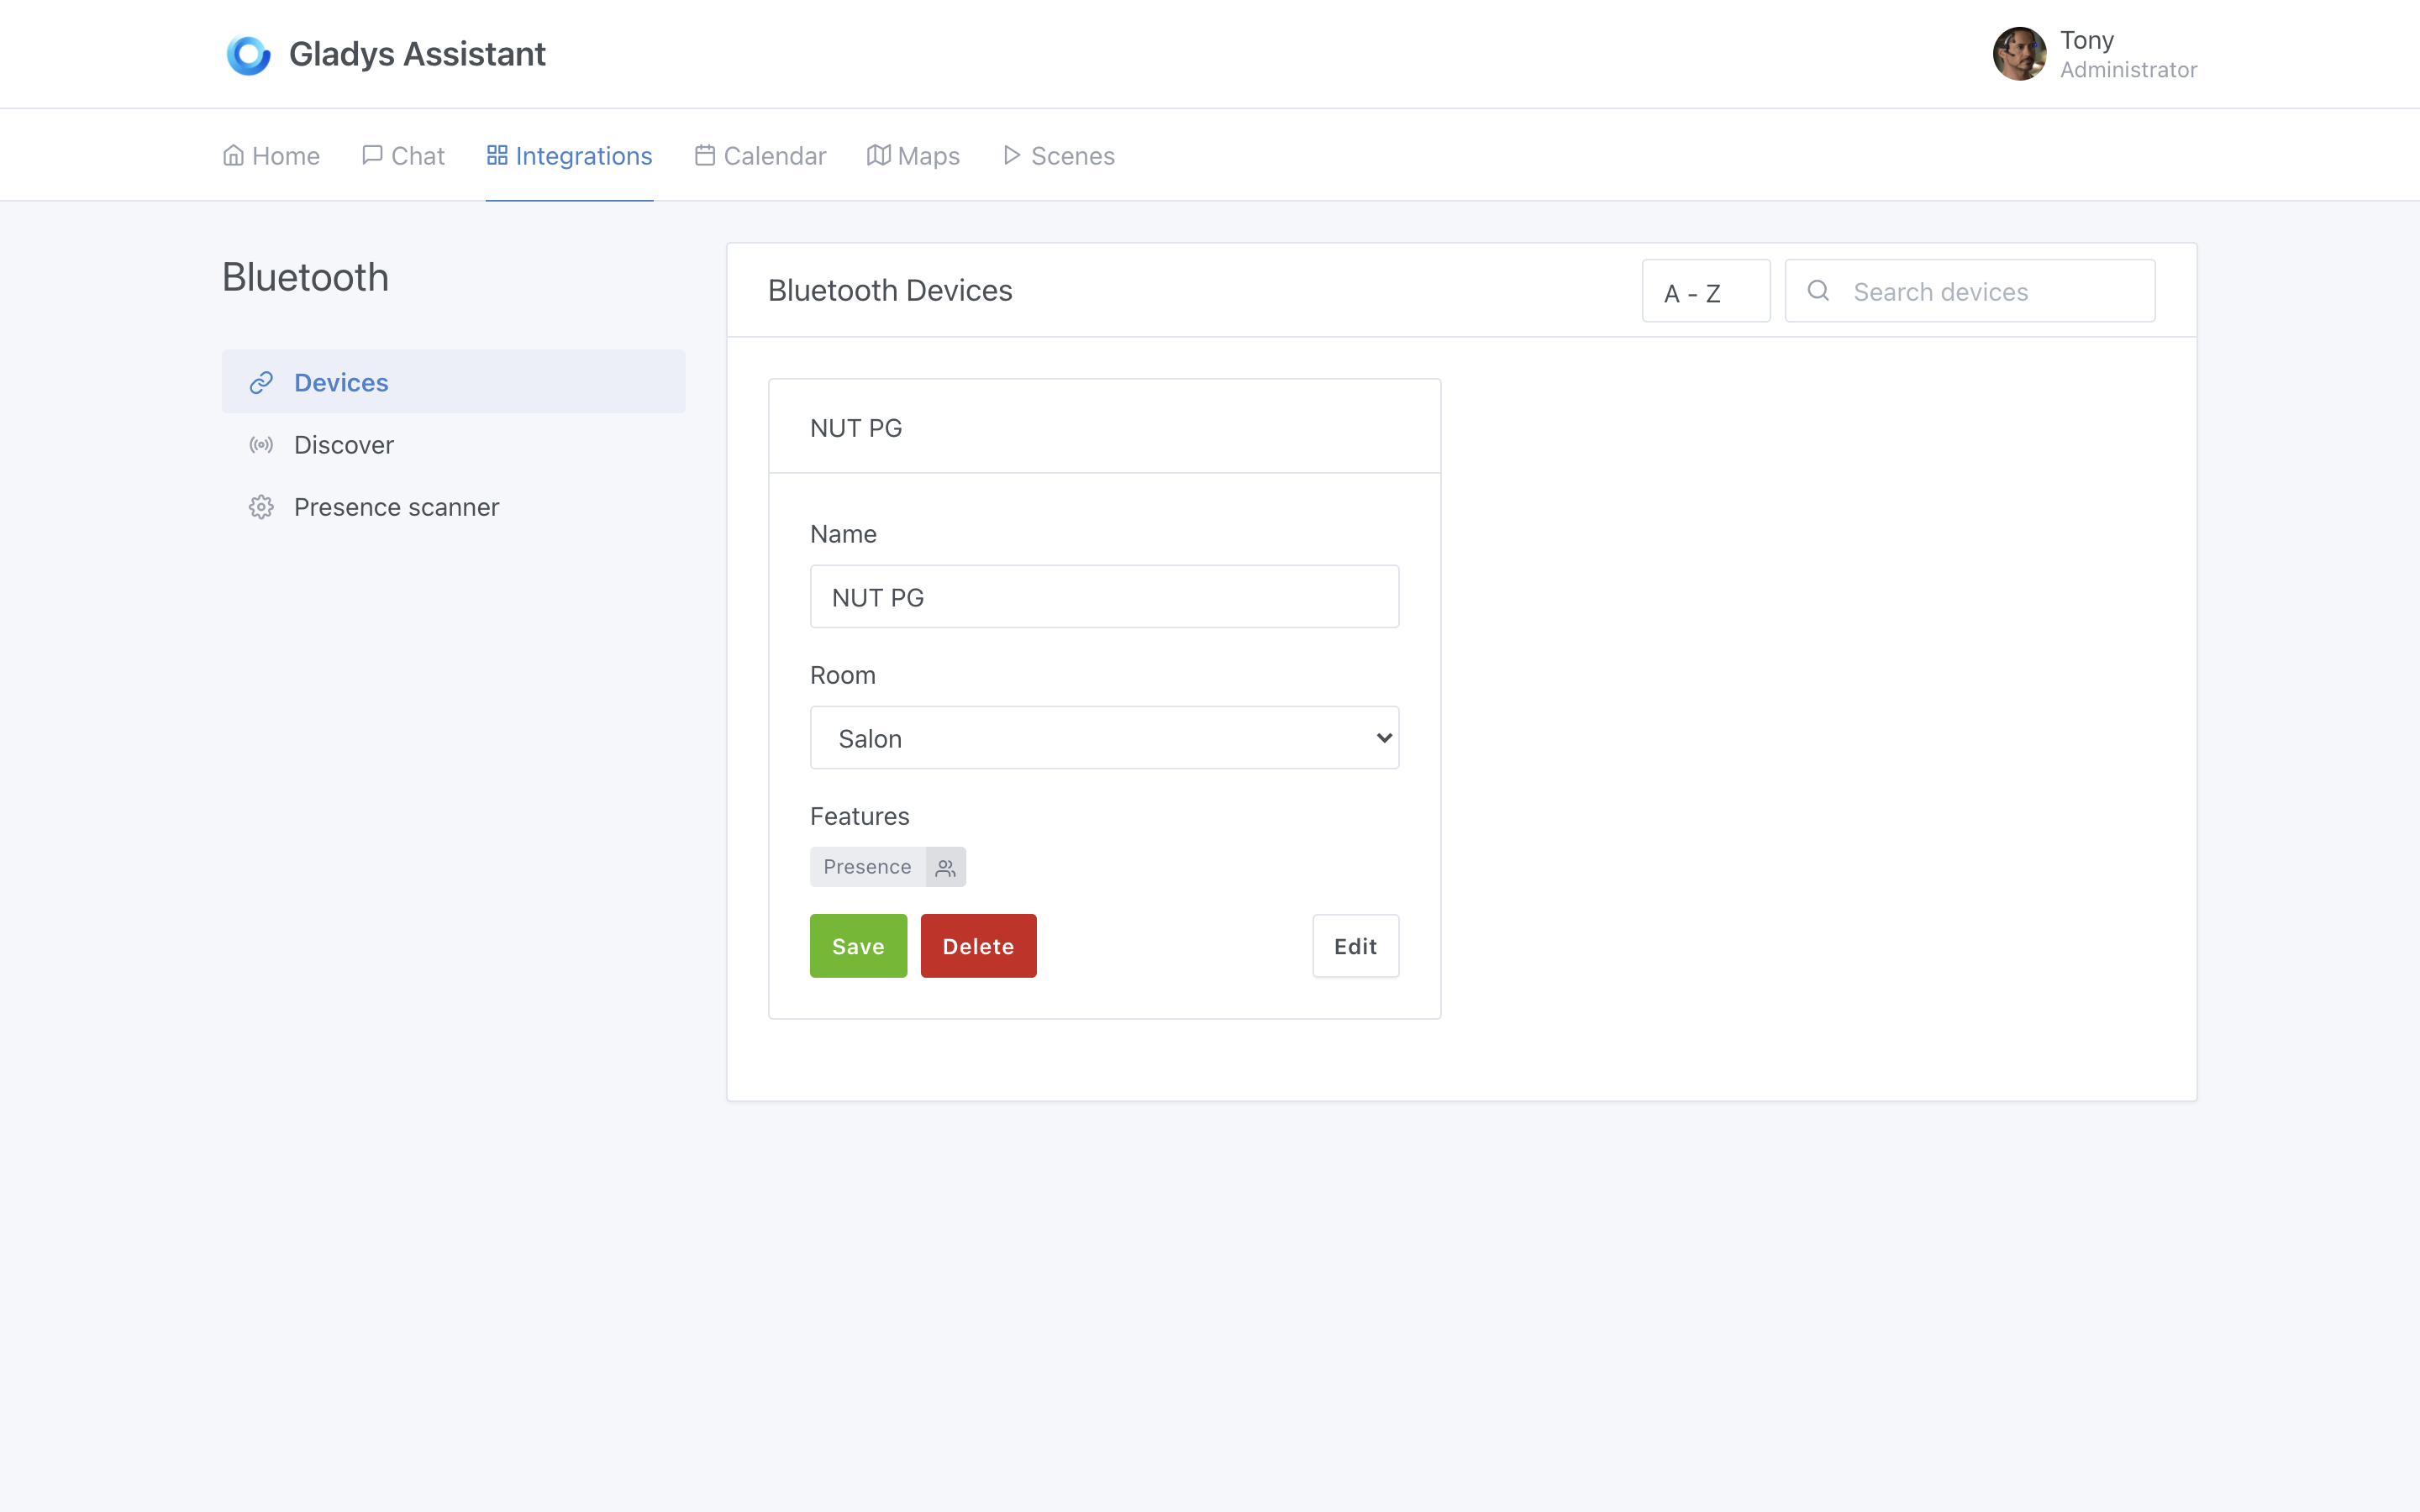 Gladys Assistant
Tony
Administrator
Home Chat Integrations Calendar Maps Scenes
Bluetooth
Devices
Discover
Presence scanner
Bluetooth Devices
A - Z
Search devices
NUT PG
Name
NUT PG
Room
Salon
Features
Presence
Save Delete Edit